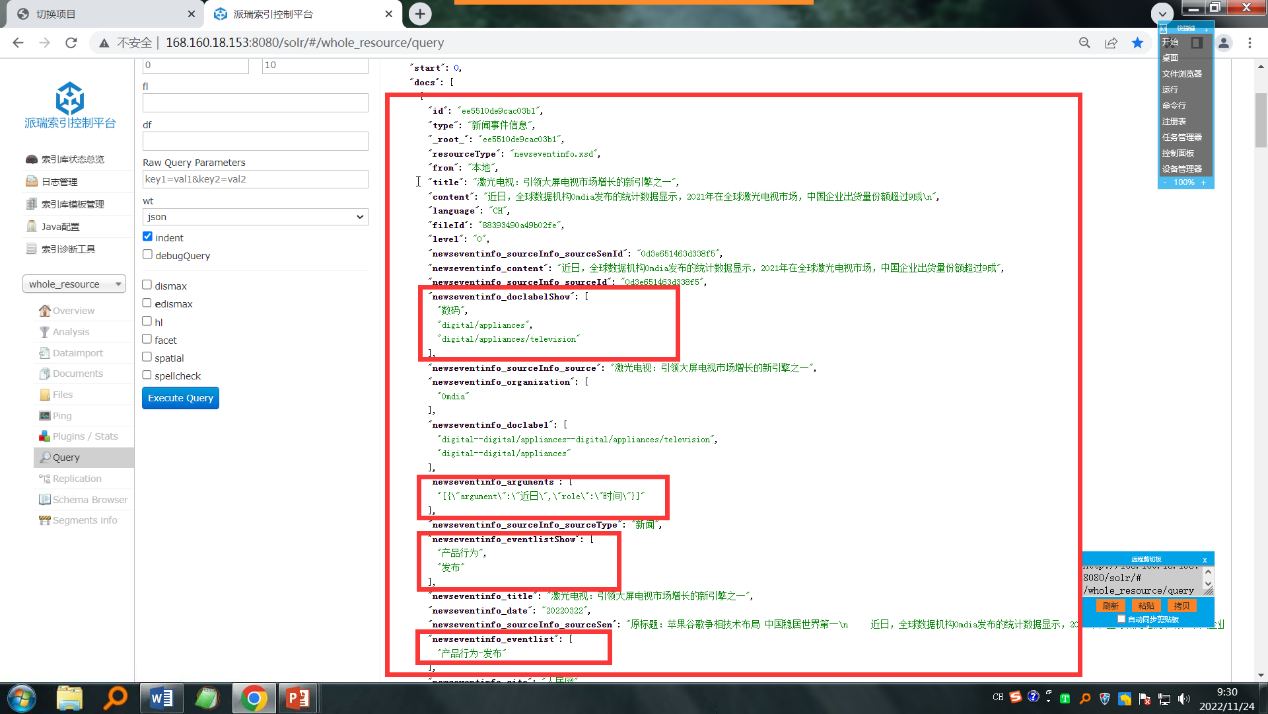 切换项目
派瑞索引控制平台
不安全 | 168.160.18.153:8080/solr/#/whole_resource/query
派瑞索引控制平台
索引库状态总览
日志管理
索引库模板管理
Java配置
索引诊断工具
whole_resource
Overview
Analysis
Dataimport
Documents
Files
Ping
Plugins / Stats
Query
Replication
Schema Browser
Segments info
0 10
fl
df
Raw Query Parameters
key1=val1&key2=val2
wt
json
indent
debugQuery
dismax
edismax
hl
facet
spatial
spellcheck
Execute Query
"start": 0,
"docs": [
{
"id": "ee5510de9cac03b1",
"type": "新闻事件信息",
"_root_": "ee5510de9cac03b1",
"resourceType": "newseventinfo.xsd",
"from": "本地",
"title": "激光电视：引领大屏电视市场增长的新引擎之一",
"content": "近日，全球数据机构Omdia发布的统计数据显示，2021年在全球激光电视市场，中国企业出货量份额超过9成\n",
"language": "CH",
"fileId": "88393490a49b02fe",
"level": "0",
"newseventinfo_sourceInfo_sourceSenId": "0d3e651463d338f5",
"newseventinfo_content": "近日，全球数据机构Omdia发布的统计数据显示，2021年在全球激光电视市场，中国企业出货量份额超过9成",
"newseventinfo_sourceInfo_sourceId": "0d3e651463d338f5",
"newseventinfo_doclabelShow": [
"数码",
"digital/appliances",
"digital/appliances/television"
],
"newseventinfo_sourceInfo_source": "激光电视：引领大屏电视市场增长的新引擎之一",
"newseventinfo_organization": [
"Omdia"
],
"newseventinfo_doclabel": [
"digital--digital/appliances--digital/appliances/television",
"digital--digital/appliances"
],
"newseventinfo_arguments": [
"[{\"argument\":\"近日\",\"role\":\"时间\"}]"
],
"newseventinfo_sourceInfo_sourceType": "新闻",
"newseventinfo_eventlistShow": [
"产品行为",
"发布"
],
"newseventinfo_title": "激光电视：引领大屏电视市场增长的新引擎之一",
"newseventinfo_date": "20220322",
"newseventinfo_sourceInfo_sourceSen": "原标题：苹果谷歌争相技术布局 中国稳居世界第一\n 近日，全球数据机构Omdia发布的统计数据显示，
"newseventinfo_eventlist": [
"产品行为-发布"
],
"newseventinfo_site": "人民网"
快捷键
开始
桌面
文件浏览器
运行
命令行
注册表
任务管理器
控制面板
设备管理器
- 100% +
远程剪切板 x
8080/solr/#
/whole_resource/query
刷新 粘贴 拷贝
自动同步剪贴板
CH
9:30
2022/11/24